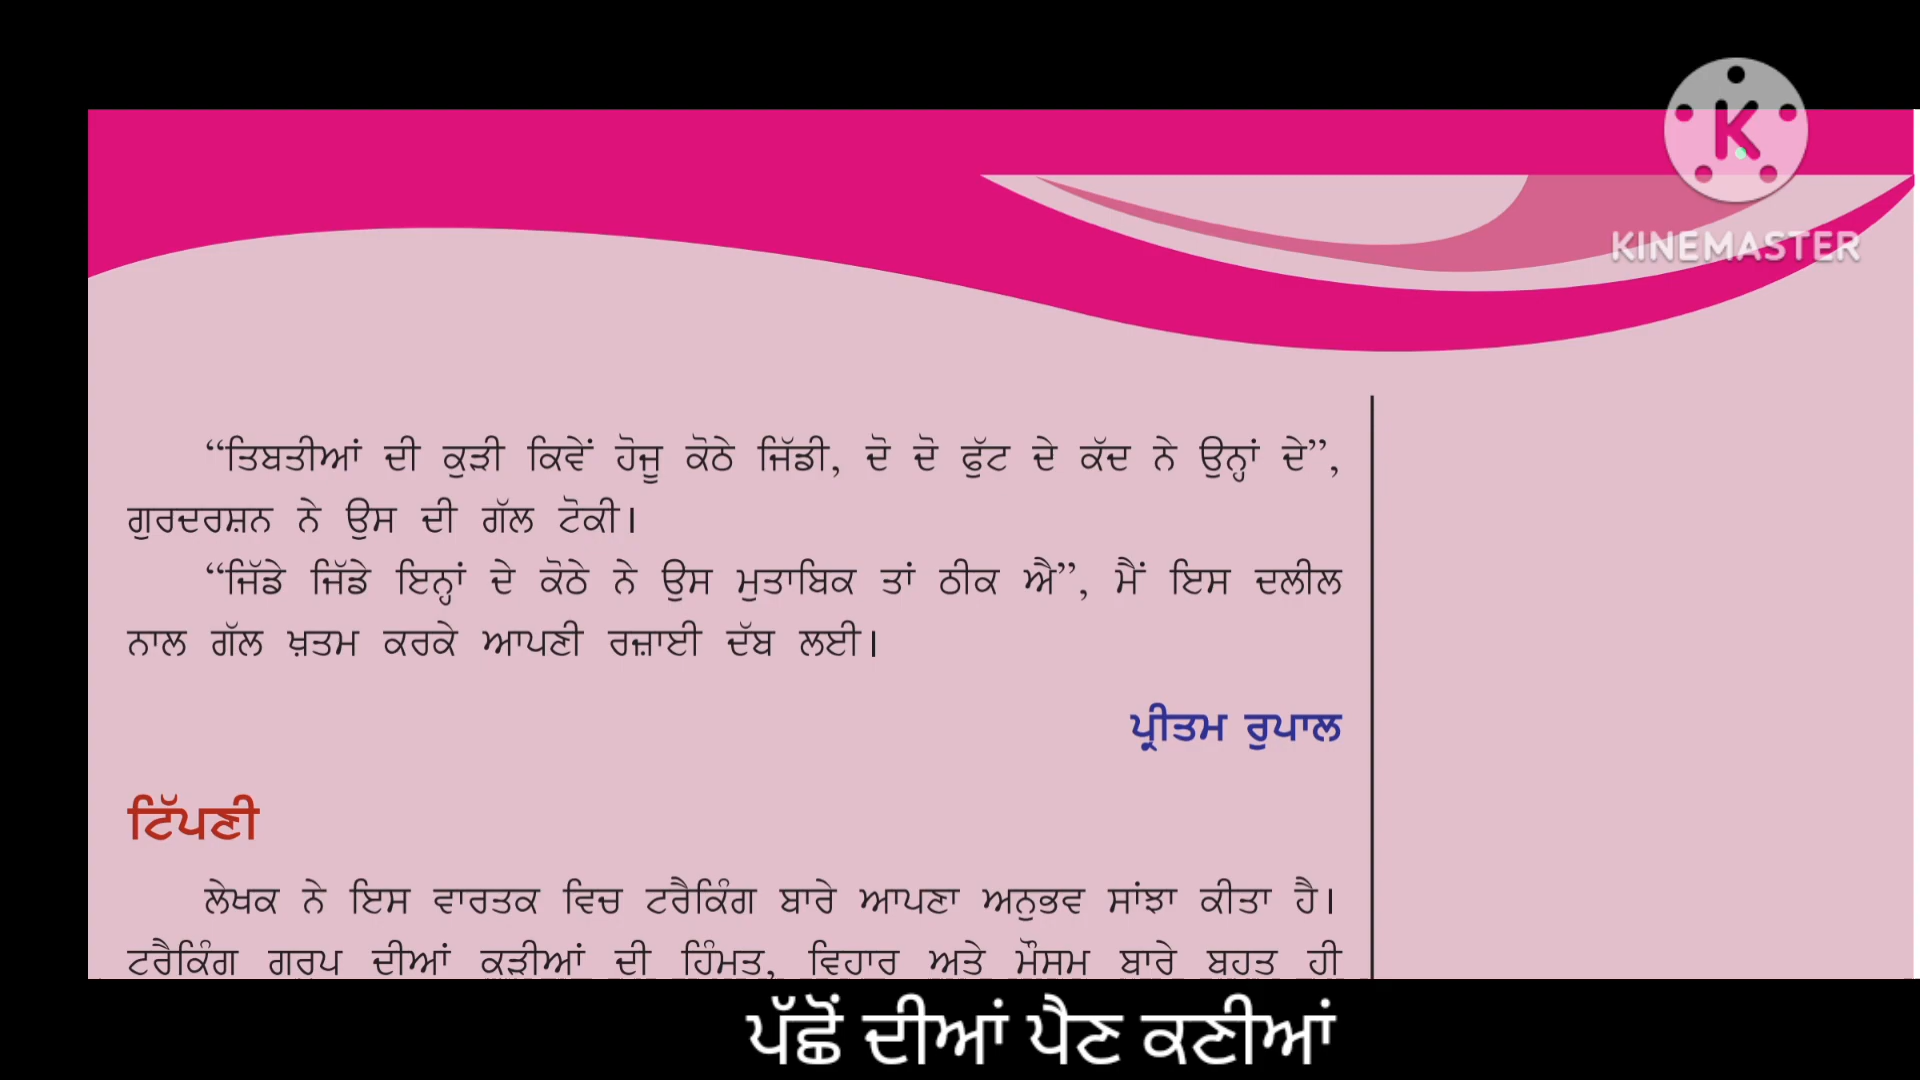 KINEMASTER
“ਤਿਬਤੀਆਂ ਦੀ ਕੁੜੀ ਕਿਵੇਂ ਹੋਜੂ ਕੋਠੇ ਜਿੱਡੀ, ਦੋ ਦੋ ਫੁੱਟ ਦੇ ਕੱਦ ਨੇ ਉਨ੍ਹਾਂ ਦੇ”,
ਗੁਰਦਰਸ਼ਨ ਨੇ ਉਸ ਦੀ ਗੱਲ ਟੋਕੀ।
“ਜਿੱਡੇ ਜਿੱਡੇ ਇਨ੍ਹਾਂ ਦੇ ਕੋਠੇ ਨੇ ਉਸ ਮੁਤਾਬਿਕ ਤਾਂ ਠੀਕ ਐ”, ਮੈਂ ਇਸ ਦਲੀਲ
ਨਾਲ ਗੱਲ ਖ਼ਤਮ ਕਰਕੇ ਆਪਣੀ ਰਜ਼ਾਈ ਦੱਬ ਲਈ।
ਪ੍ਰੀਤਮ ਰੁਪਾਲ
ਟਿੱਪਣੀ
ਲੇਖਕ ਨੇ ਇਸ ਵਾਰਤਕ ਵਿਚ ਟਰੈਕਿੰਗ ਬਾਰੇ ਆਪਣਾ ਅਨੁਭਵ ਸਾਂਝਾ ਕੀਤਾ ਹੈ।
ਟਰੈਕਿੰਗ ਗਰੁਪ ਦੀਆਂ ਕੁੜੀਆਂ ਦੀ ਹਿੰਮਤ, ਵਿਹਾਰ ਅਤੇ ਮੌਸਮ ਬਾਰੇ ਬਹੁਤ ਹੀ
ਪੱਛੋਂ ਦੀਆਂ ਪੈਣ ਕਣੀਆਂ